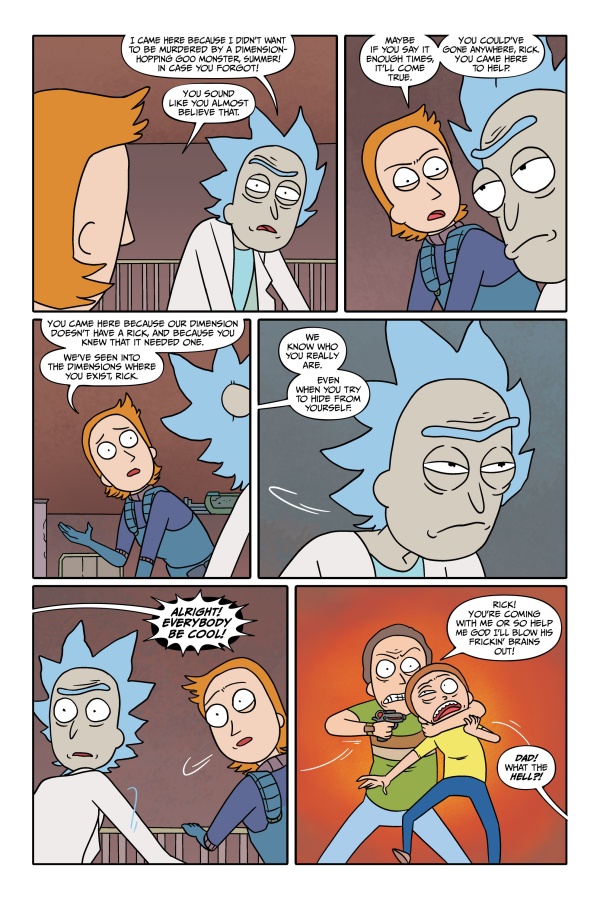 I CAME HERE BECAUSE I DIDN'T WANT
TO BE MURDERED BY A DIMENSION-
HOPPING GOO MONSTER, SUMMER!
IN CASE YOU FORGOT!
YOU SOUND
LIKE YOU ALMOST
BELIEVE THAT.
MAYBE
IF YOU SAY IT
ENOUGH TIMES,
IT'LL COME
TRUE.
YOU COULD'VE
GONE ANYWHERE, RICK.
YOU CAME HERE
TO HELP.
YOU CAME HERE BECAUSE OUR DIMENSION
DOESN'T HAVE A RICK, AND BECAUSE YOU
KNEW THAT IT NEEDED ONE.
WE'VE SEEN INTO
THE DIMENSIONS WHERE
YOU EXIST, RICK.
WE
KNOW WHO
YOU REALLY
ARE.
EVEN
WHEN YOU TRY
TO HIDE FROM
YOURSELF.
ALRIGHT!
EVERYBODY
BE COOL!
RICK!
YOU'RE COMING
WITH ME OR SO HELP
ME GOD I'LL BLOW HIS
FRICKIN' BRAINS
OUT!
DAD!
WHAT THE
HELL?!